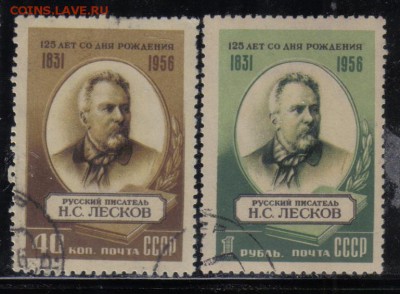 COINS.LAVE.RU
125 ЛЕТ СО ДНЯ РОЖДЕНИЯ
1831 1956
РУССКИЙ ПИСАТЕЛЬ
Н.С. ЛЕСКОВ
40 КОП. ПОЧТА СССР
125 ЛЕТ СО ДНЯ РОЖДЕНИЯ
1831 1956
РУССКИЙ ПИСАТЕЛЬ
Н.С. ЛЕСКОВ
1 РУБЛЬ. ПОЧТА СССР